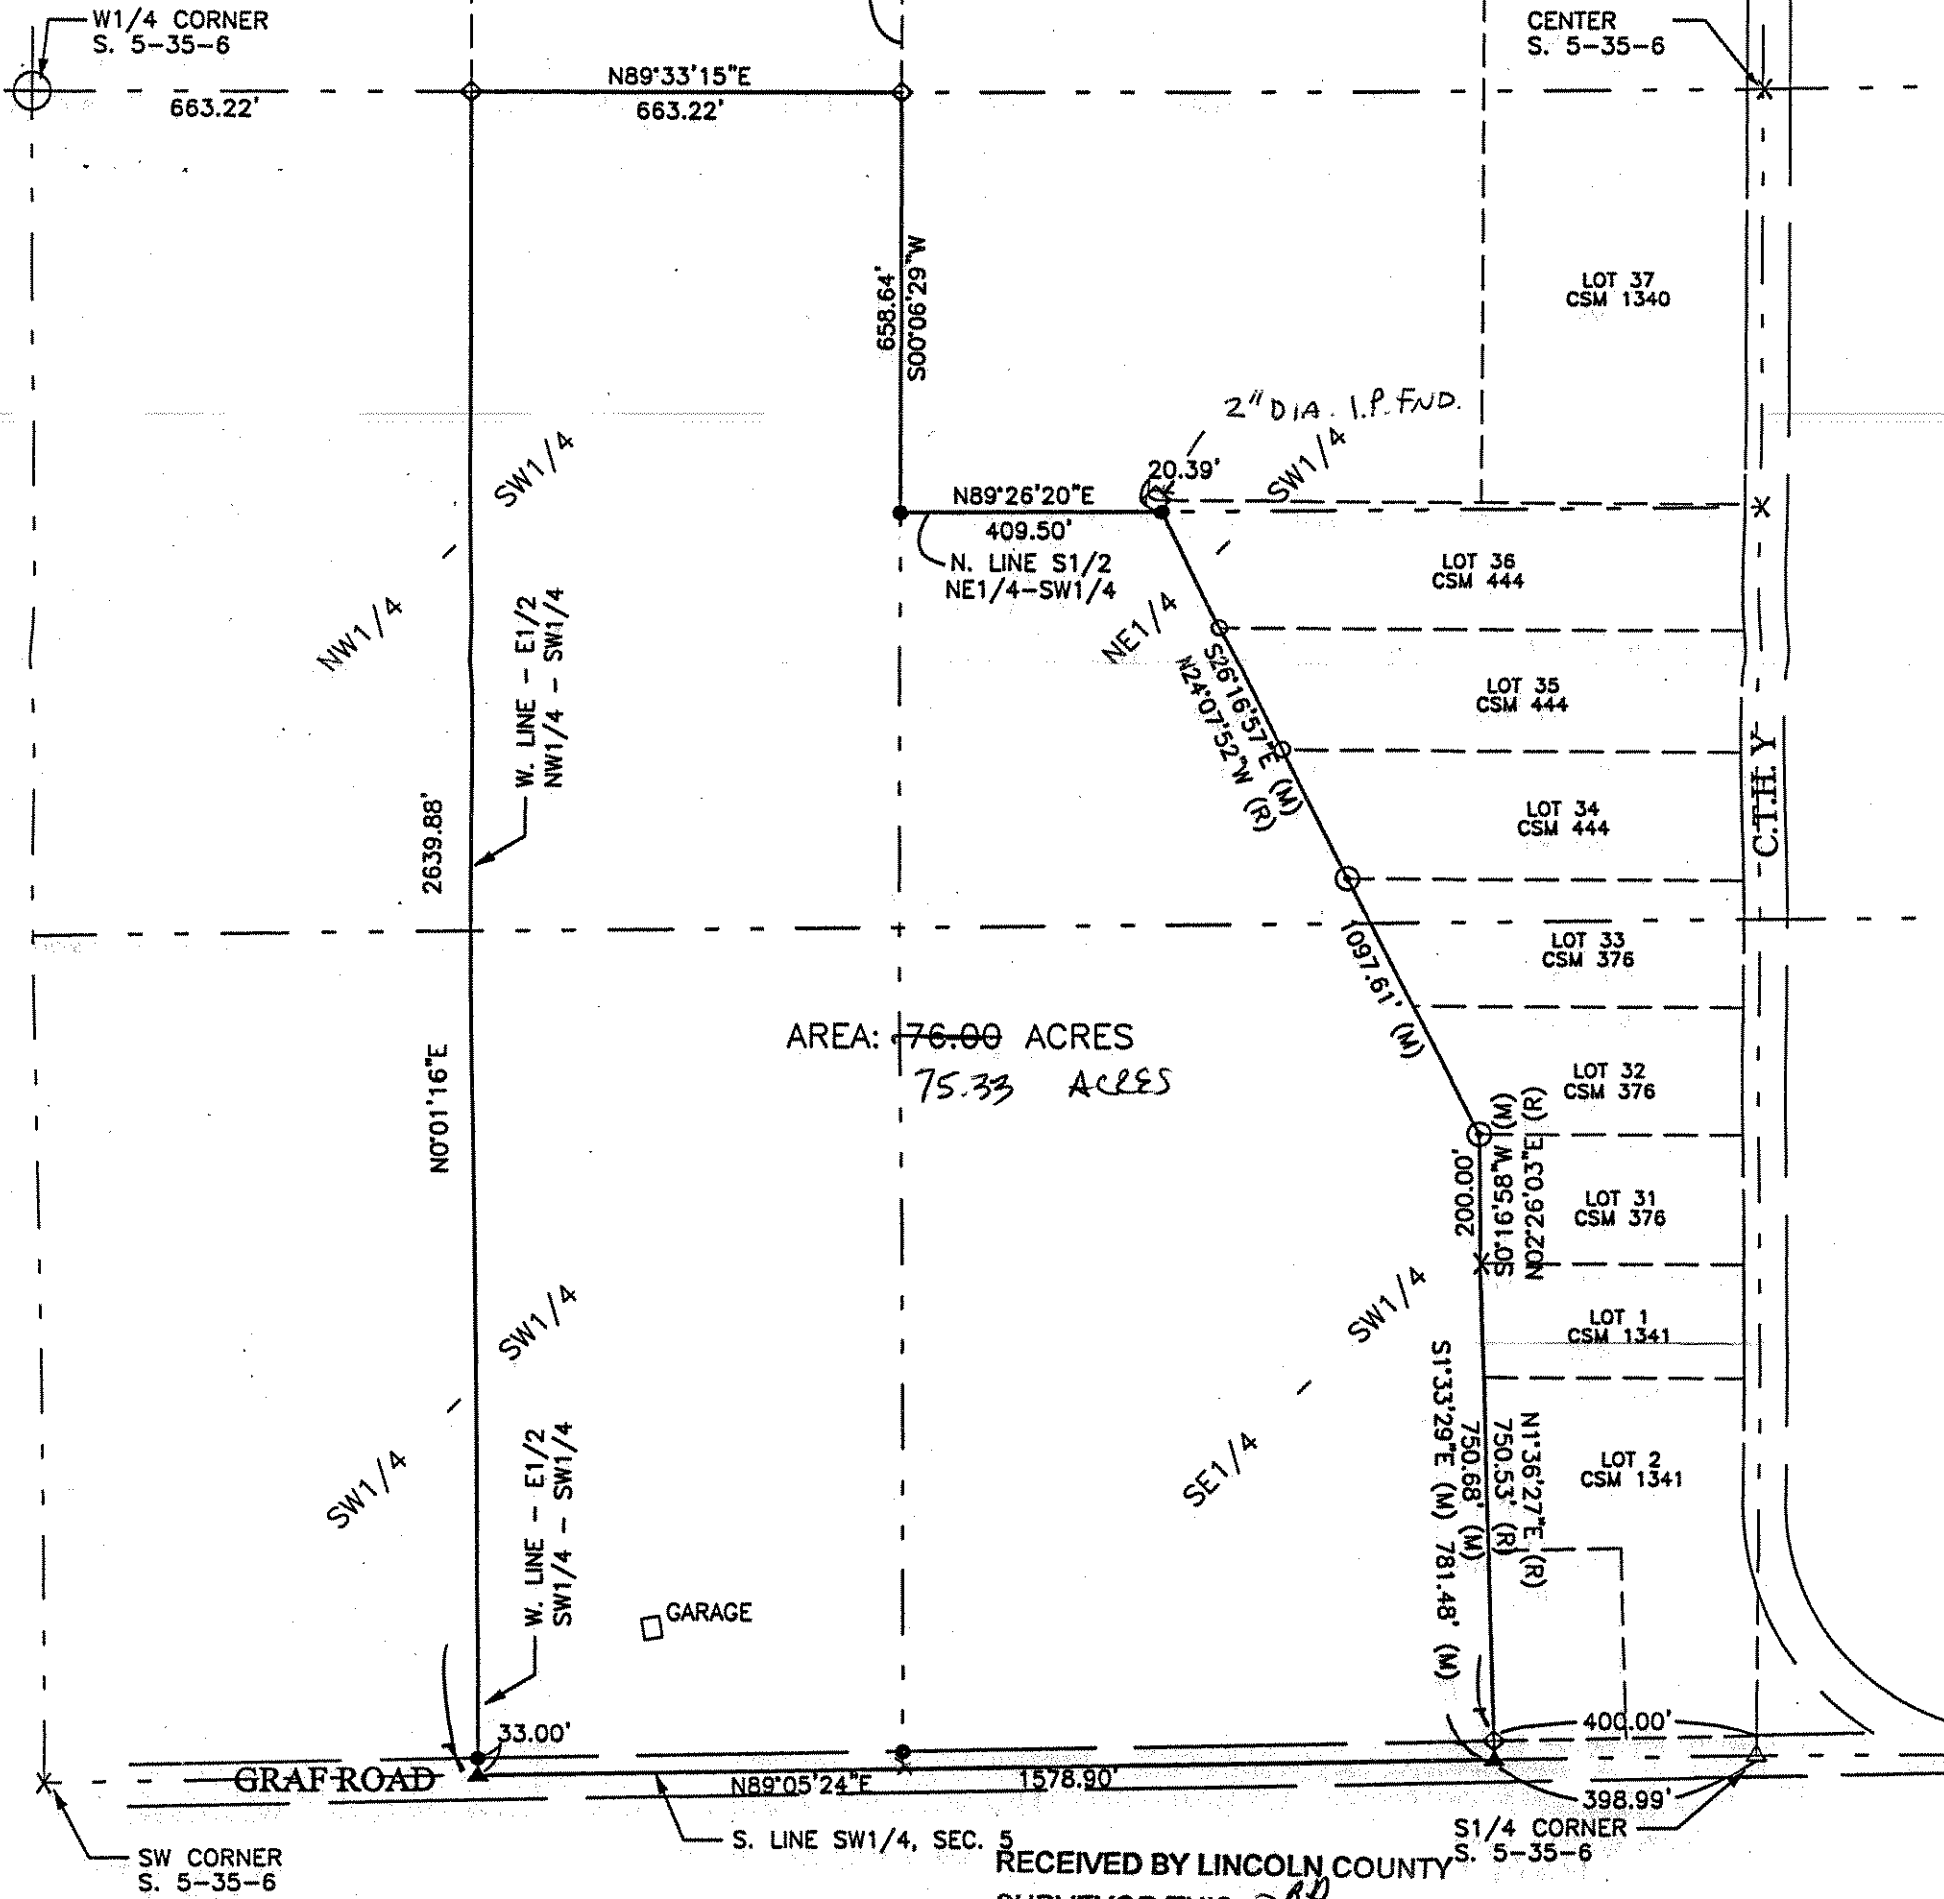 W1/4 CORNER
S. 5-35-6
CENTER
S. 5-35-6
N89°33'15"E
663.22'
663.22'
658.64'
S00°06'29"W
LOT 37
CSM 1340
2" DIA. I.P. FND.
SW1/4
SW1/4
20.39'
N89°26'20"E
409.50'
N. LINE S1/2
NE1/4-SW1/4
LOT 36
CSM 444
NW1/4
W. LINE - E1/2
NW1/4 - SW1/4
NE1/4
S26°16'57"E (M)
N24°07'52"W (R)
LOT 35
CSM 444
LOT 34
CSM 444
C.T.H. Y
2639.88'
1097.61' (M)
LOT 33
CSM 376
AREA: 76.00 ACRES
75.33 ACRES
N0°01'16"E
LOT 32
CSM 376
200.00'
S0°16'58"W (M)
N02°26'03"E (R)
LOT 31
CSM 376
SW1/4
SW1/4
LOT 1
CSM 1341
S1°33'29"E (M) 781.48' (M)
750.68' (M)
750.53' (R)
N1°36'27"E (R)
LOT 2
CSM 1341
SW1/4
W. LINE - E1/2
SW1/4 - SW1/4
SE1/4
GARAGE
33.00'
400.00'
GRAF ROAD
N89°05'24"E
1578.90'
398.99'
S. LINE SW1/4, SEC. 5
S1/4 CORNER
S. 5-35-6
SW CORNER
S. 5-35-6
RECEIVED BY LINCOLN COUNTY